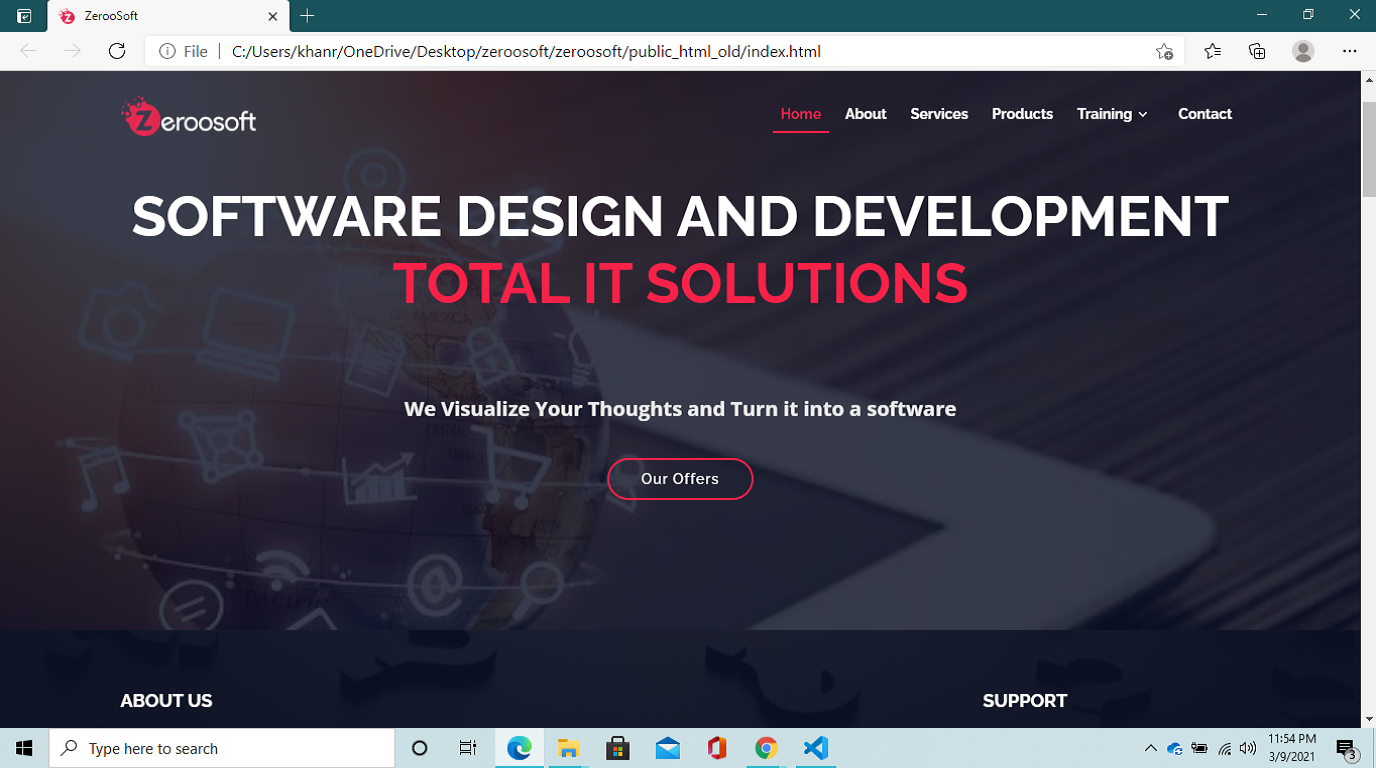 ZerooSoft
File
C:/Users/khanr/OneDrive/Desktop/zeroosoft/zeroosoft/public_html_old/index.html
Zeroosoft
Home About Services Products Training Contact
SOFTWARE DESIGN AND DEVELOPMENT
TOTAL IT SOLUTIONS
We Visualize Your Thoughts and Turn it into a software
Our Offers
PACIFIC
ABOUT US
SUPPORT
Type here to search
11:54 PM
3/9/2021
3